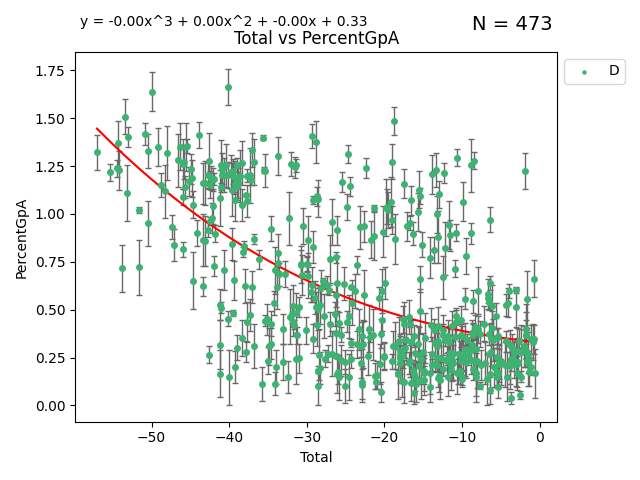 y = -0.00x^3 + 0.00x^2 + -0.00x + 0.33
N = 473
Total vs PercentGpA
D
1.75
1.50
1.25
1.00
0.75
0.50
0.25
0.00
PercentGpA
−50
−40
−30
−20
−10
0
Total